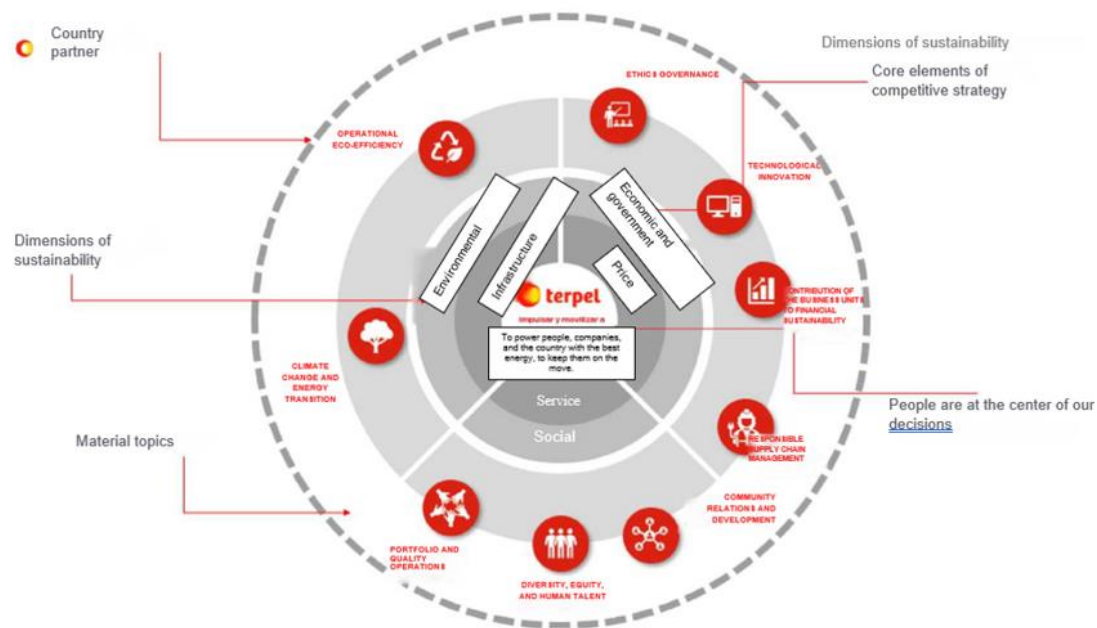 Country
partner
Dimensions of sustainability
Core elements of
competitive strategy
ETHICS GOVERNANCE
OPERATIONAL
ECO-EFFICIENCY
TECHNOLOGICAL
INNOVATION
Environmental
Infrastructure
Economic and
government
Price
Dimensions of
sustainability
terpel
Impulsar y movilizar a
CONTRIBUTION OF
THE BUSINESS UNITS
TO FINANCIAL
SUSTAINABILITY
To power people, companies,
and the country with the best
energy, to keep them on the
move.
CLIMATE
CHANGE AND
ENERGY
TRANSITION
Service
Social
People are at the center of our
decisions
Material topics
RESPONSIBLE
SUPPLY CHAIN
MANAGEMENT
COMMUNITY
RELATIONS AND
DEVELOPMENT
PORTFOLIO AND
QUALITY
OPERATIONS
DIVERSITY, EQUITY,
AND HUMAN TALENT